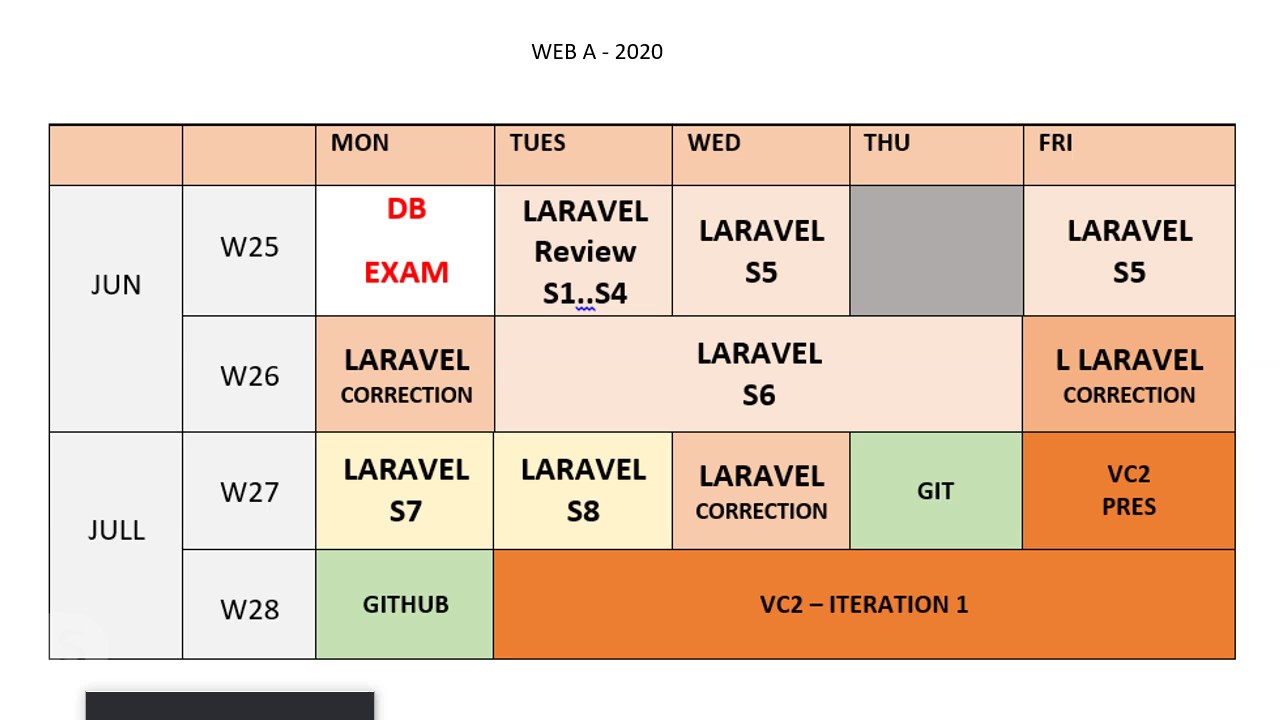 WEB A - 2020
MON TUES WED THU FRI
JUN
W25
DB
EXAM
LARAVEL
Review
S1..S4
LARAVEL
S5
LARAVEL
S5
W26
LARAVEL
CORRECTION
LARAVEL
S6
L LARAVEL
CORRECTION
JULL
W27
LARAVEL
S7
LARAVEL
S8
LARAVEL
CORRECTION
GIT
VC2
PRES
W28
GITHUB
VC2 – ITERATION 1